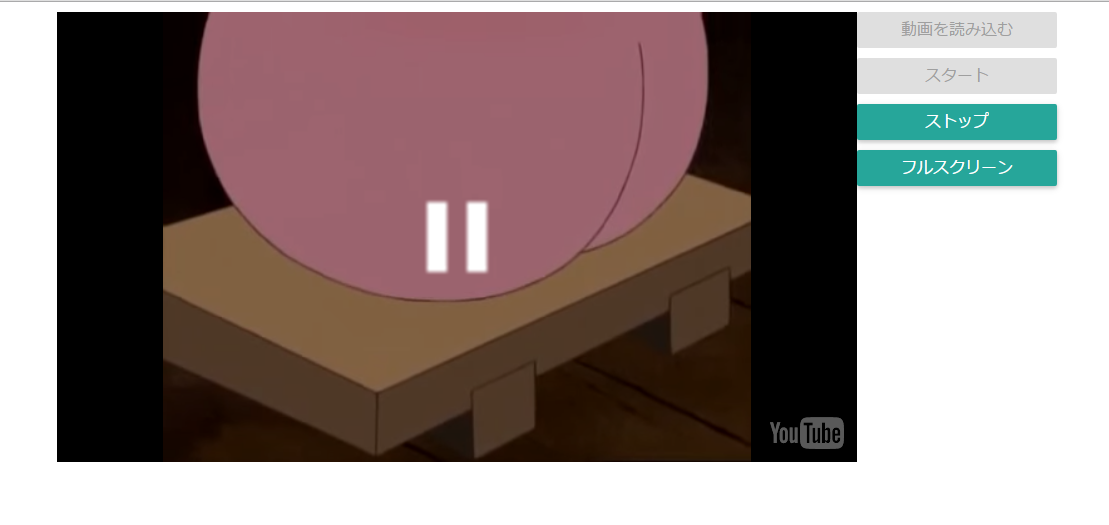 動画を読み込む
スタート
ストップ
フルスクリーン
YouTube